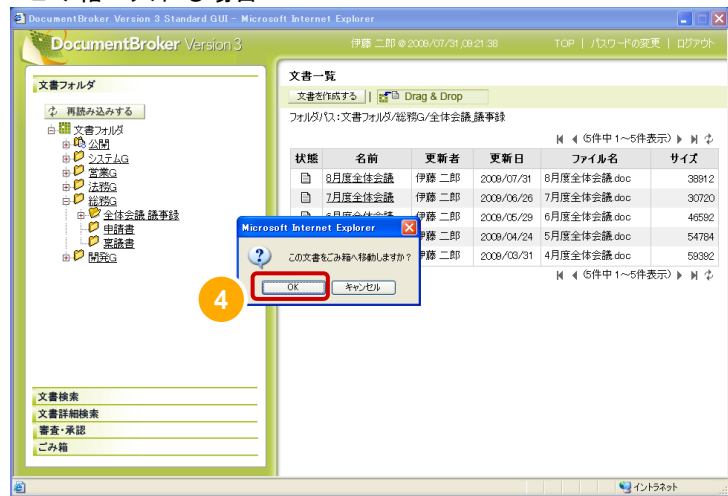 DocumentBroker Version 3 Standard GUI - Microsoft Internet Explorer
DocumentBroker Version 3
伊藤 二郎@2009/07/31,09:21:38
TOP | パスワードの変更 | ログアウト
文書フォルダ
再読み込みする
文書フォルダ
公開
システムG
営業G
法務G
総務G
全体会議_議事録
申請書
稟議書
開発G
文書検索
文書詳細検索
審査・承認
ごみ箱
文書一覧
文書を作成する | Drag & Drop
フォルダパス:文書フォルダ/総務G/全体会議_議事録
(5件中 1～5件表示)
状態 名前 更新者 更新日 ファイル名 サイズ
8月度全体会議 伊藤 二郎 2009/07/31 8月度全体会議.doc 38912
7月度全体会議 伊藤 二郎 2009/06/26 7月度全体会議.doc 30720
6月度全体会議 伊藤 二郎 2009/05/29 6月度全体会議.doc 46592
伊藤 二郎 2009/04/24 5月度全体会議.doc 54784
伊藤 二郎 2009/03/31 4月度全体会議.doc 59392
(5件中 1～5件表示)
Microsoft Internet Explorer
この文書をごみ箱へ移動しますか?
OK キャンセル
4
イントラネット